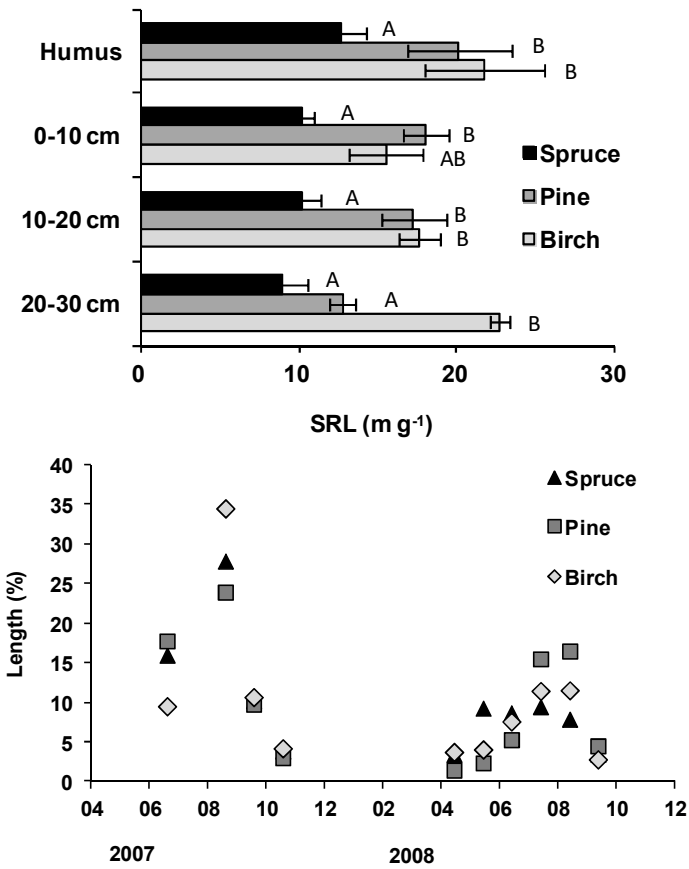 Humus
A
B
B
0-10 cm
A
B
AB
10-20 cm
A
B
B
20-30 cm
A
A
B
Spruce
Pine
Birch
0 10 20 30
SRL (m g-1)
40
35
30
25
20
15
10
5
0
Length (%)
Spruce
Pine
Birch
04 06 08 10 12 02 04 06 08 10 12
2007 2008